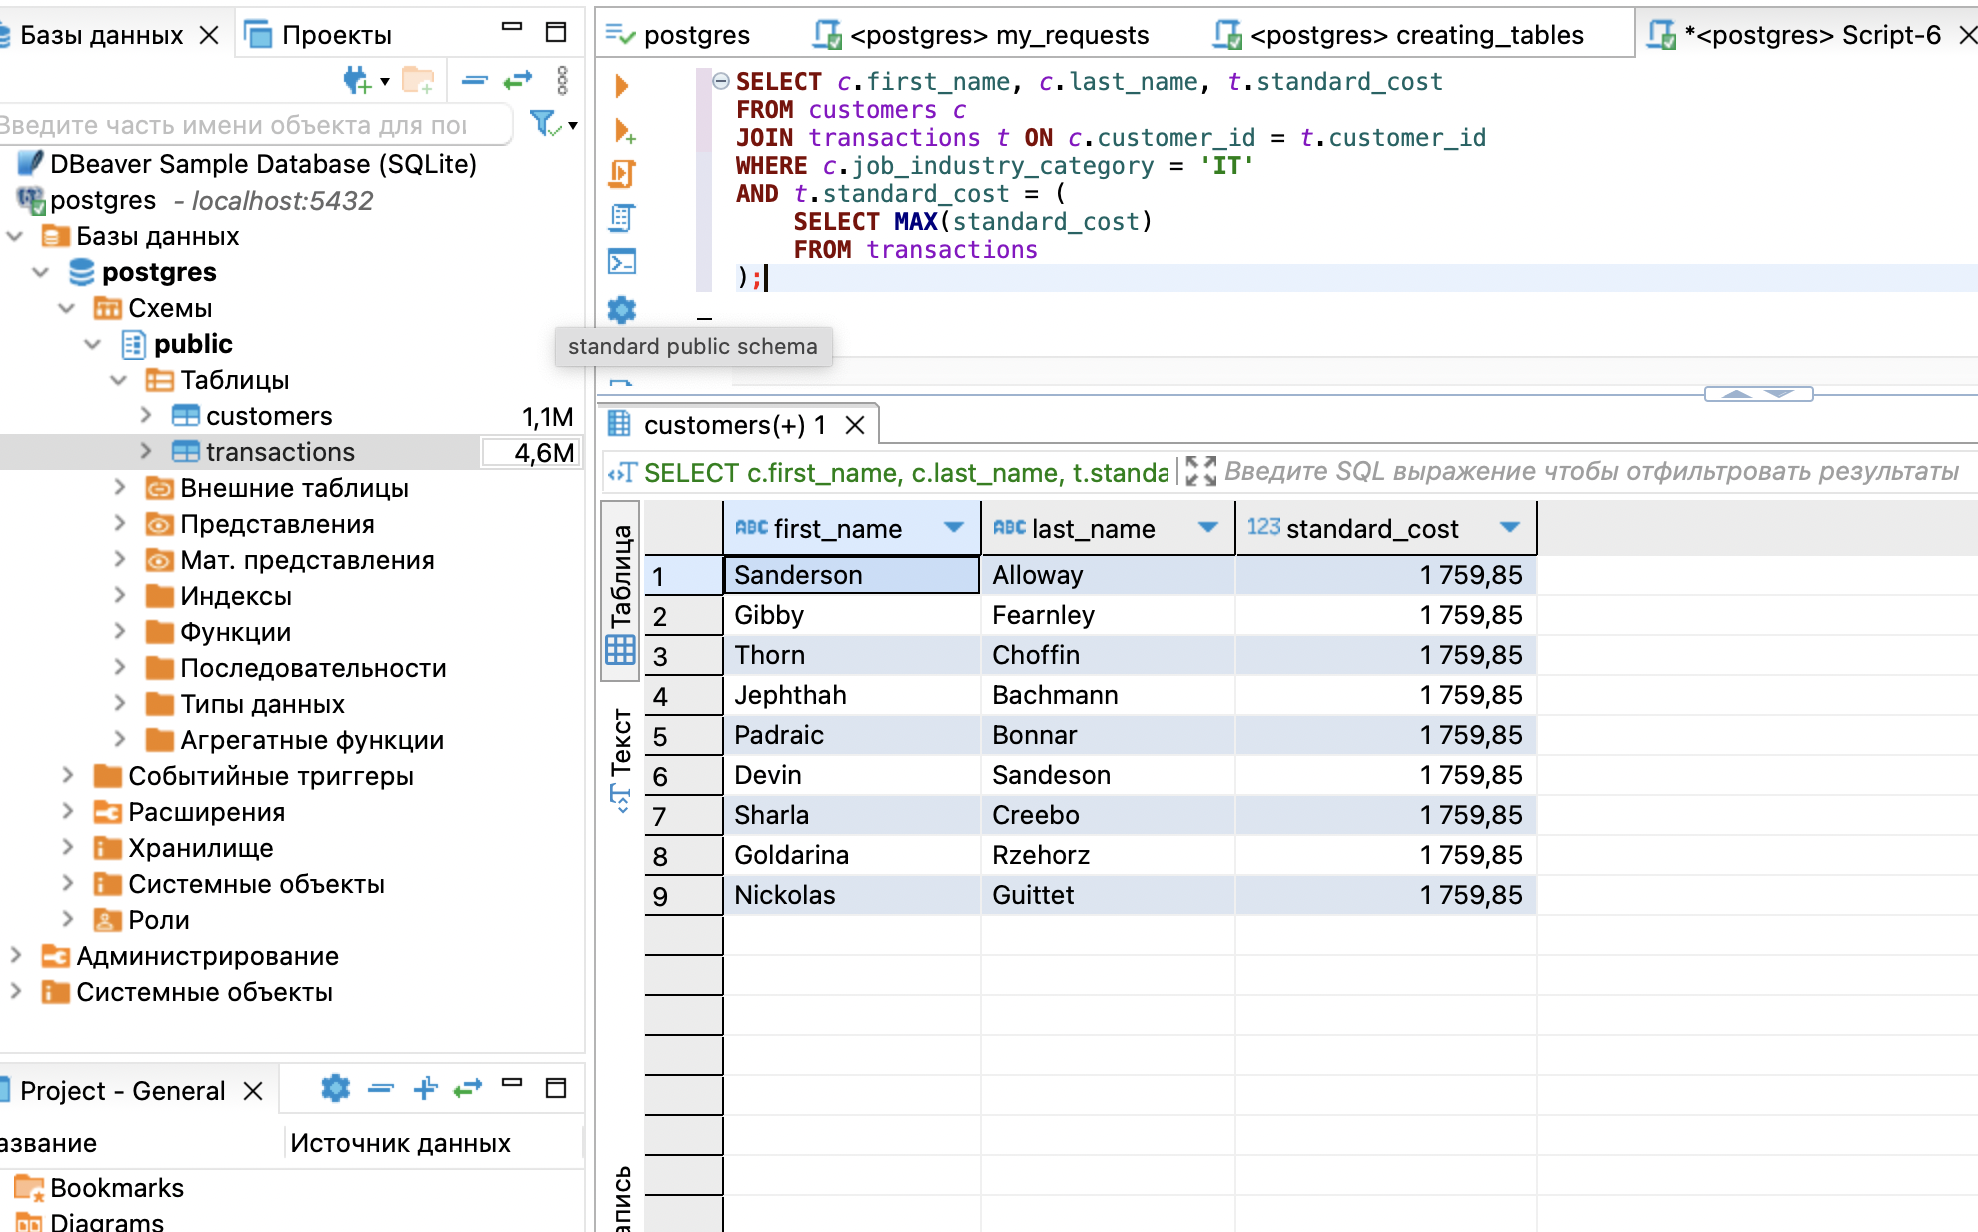 Базы данных
Проекты
Введите часть имени объекта для пои
DBeaver Sample Database (SQLite)
postgres - localhost:5432
Базы данных
postgres
Схемы
public
Таблицы
customers 1,1M
transactions 4,6M
Внешние таблицы
Представления
Мат. представления
Индексы
Функции
Последовательности
Типы данных
Агрегатные функции
Событийные триггеры
Расширения
Хранилище
Системные объекты
Роли
Администрирование
Системные объекты
Project - General
азвание Источник данных
Bookmarks
Diagrams
postgres
<postgres> my_requests
<postgres> creating_tables
*<postgres> Script-6
SELECT c.first_name, c.last_name, t.standard_cost
FROM customers c
JOIN transactions t ON c.customer_id = t.customer_id
WHERE c.job_industry_category = 'IT'
AND t.standard_cost = (
SELECT MAX(standard_cost)
FROM transactions
);
standard public schema
customers(+) 1
SELECT c.first_name, c.last_name, t.standa
Введите SQL выражение чтобы отфильтровать результаты
Таблица
Текст
апись
ABC first_name ABC last_name 123 standard_cost
1 Sanderson Alloway 1 759,85
2 Gibby Fearnley 1 759,85
3 Thorn Choffin 1 759,85
4 Jephthah Bachmann 1 759,85
5 Padraic Bonnar 1 759,85
6 Devin Sandeson 1 759,85
7 Sharla Creebo 1 759,85
8 Goldarina Rzehorz 1 759,85
9 Nickolas Guittet 1 759,85